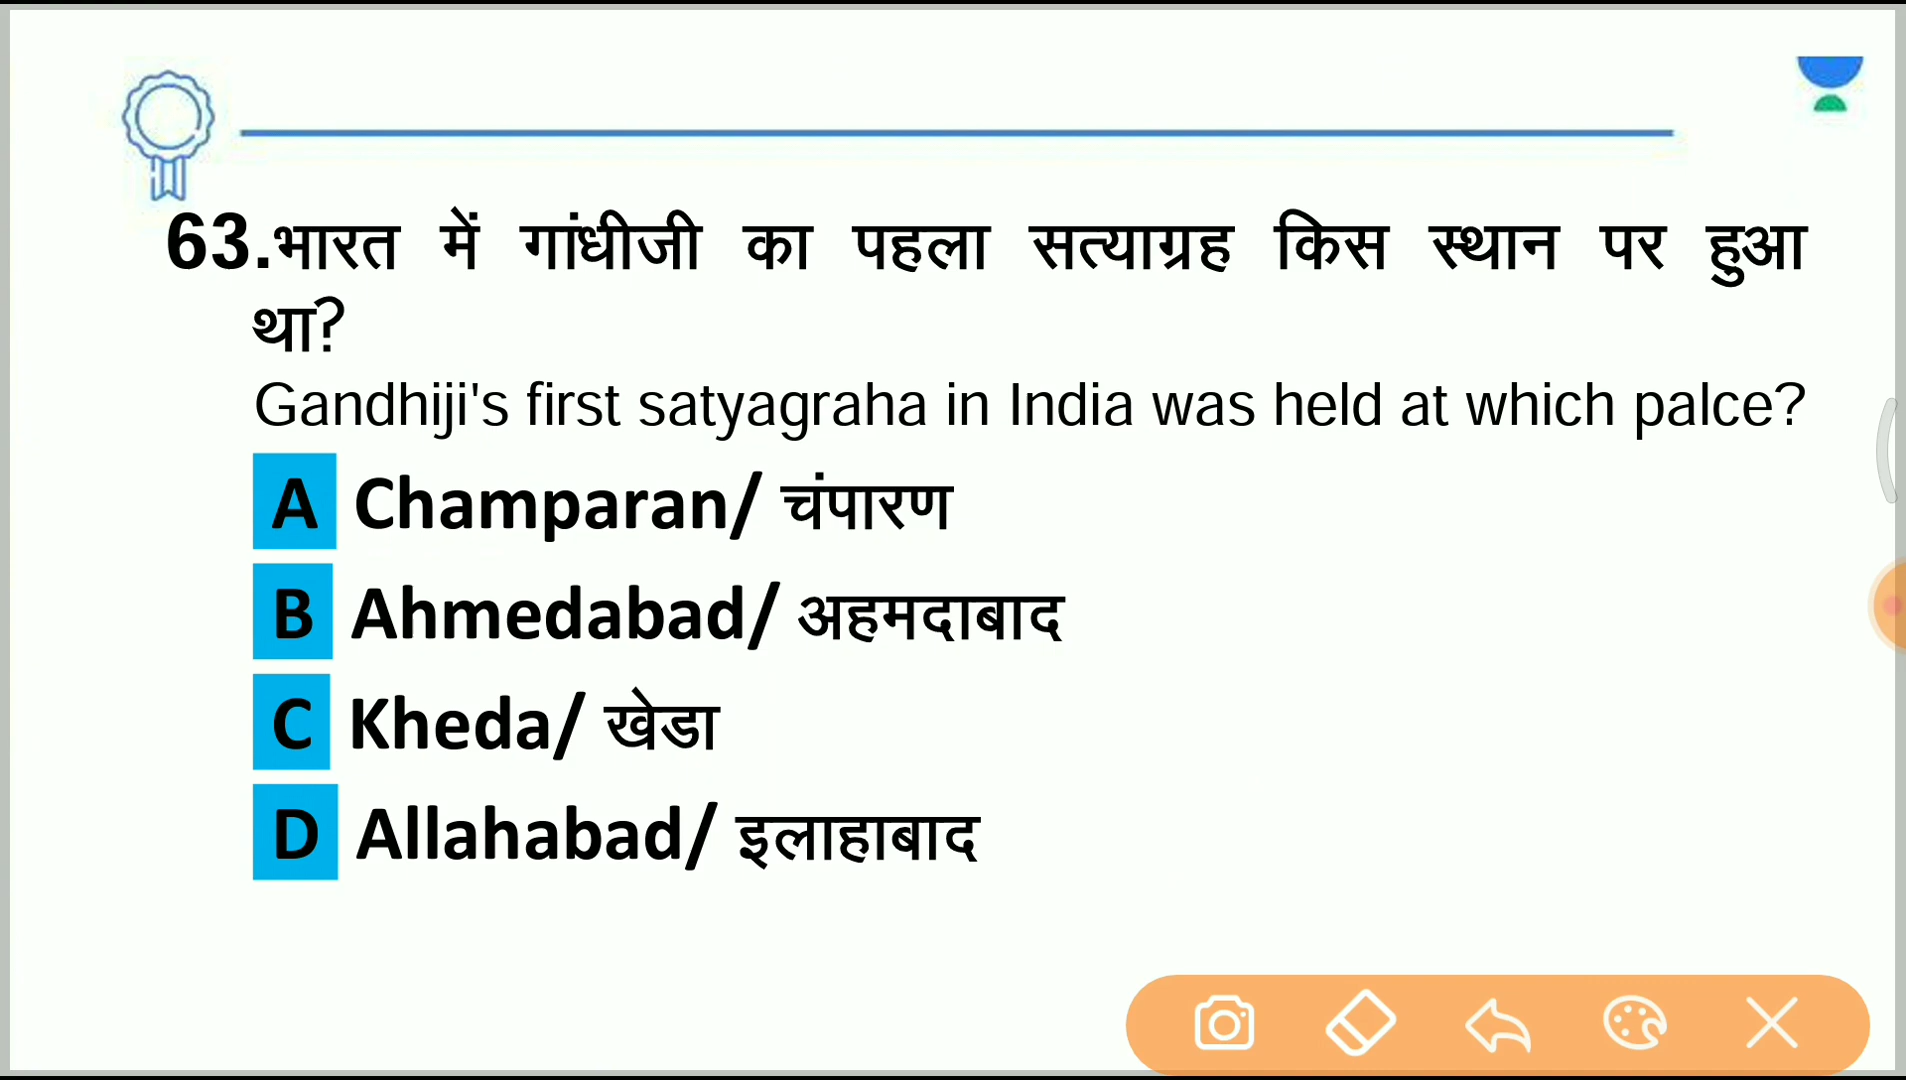 63.भारत में गांधीजी का पहला सत्याग्रह किस स्थान पर हुआ
था?
Gandhiji's first satyagraha in India was held at which palce?
A Champaran/ चंपारण
B Ahmedabad/ अहमदाबाद
C Kheda/ खेडा
D Allahabad/ इलाहाबाद